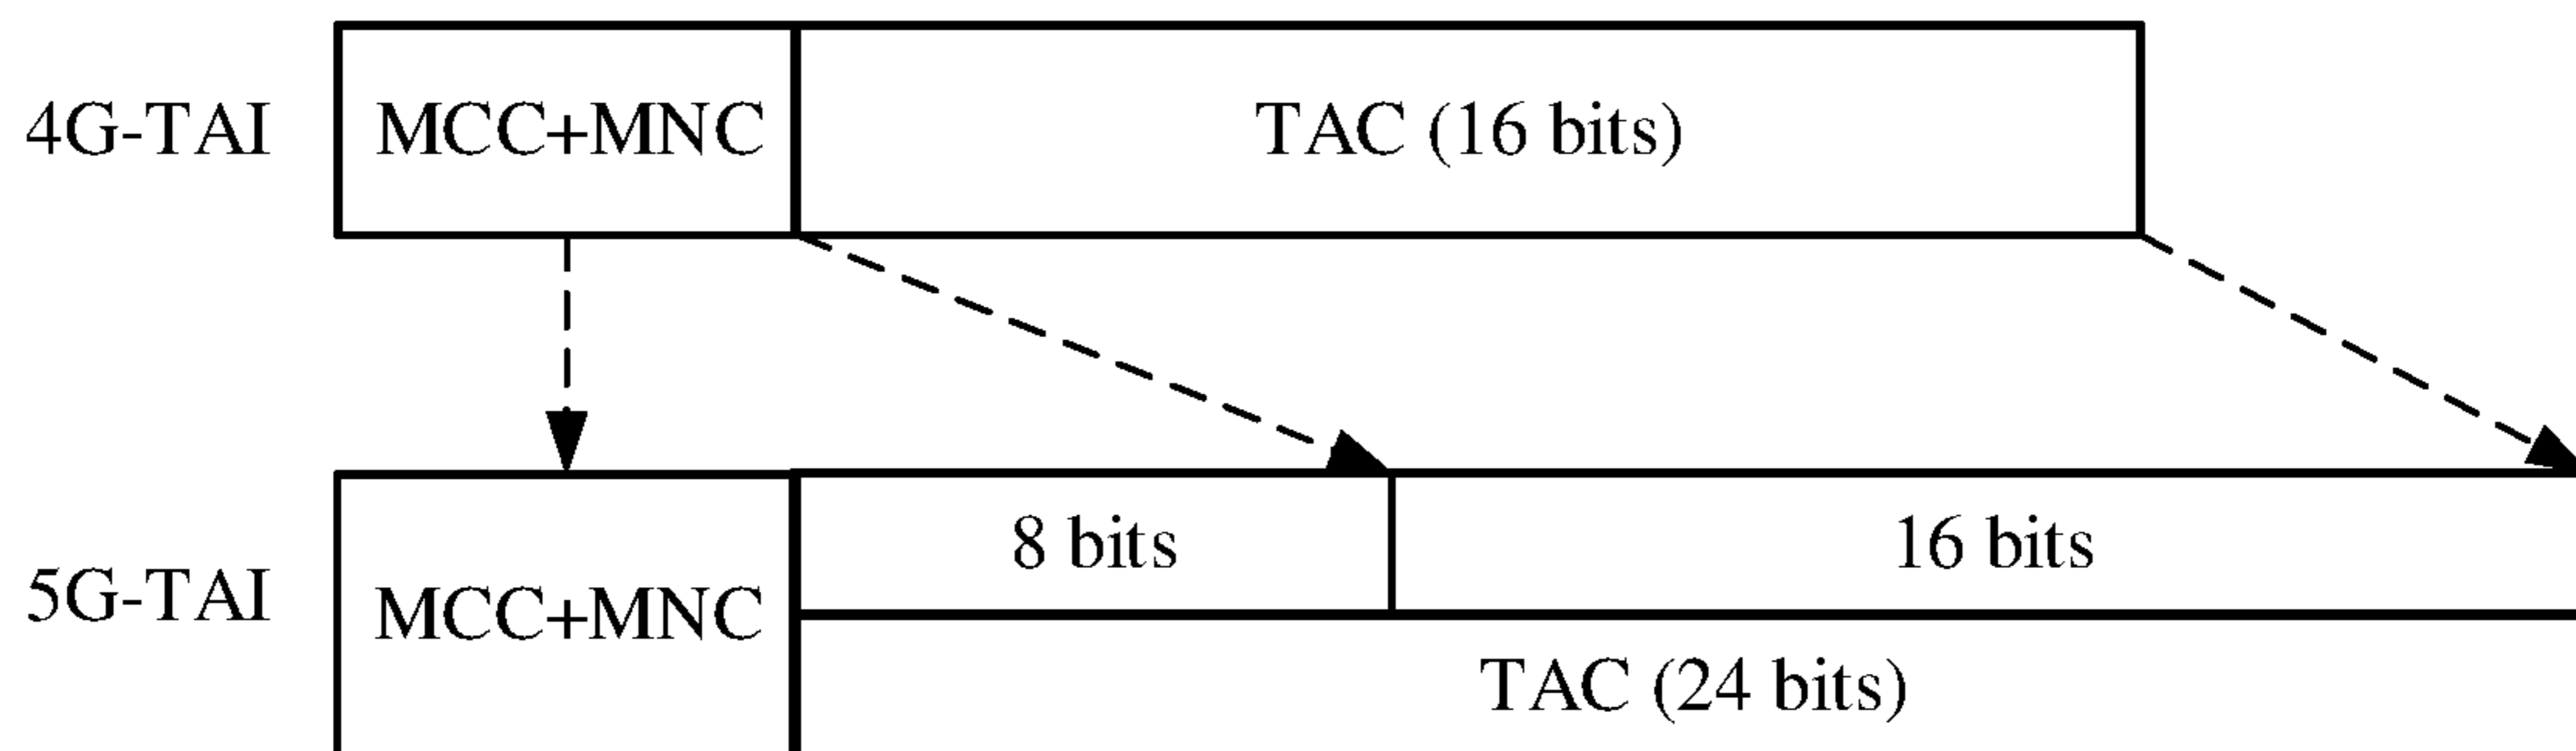 4G-TAI MCC+MNC TAC (16 bits)
8 bits 16 bits
5G-TAI MCC+MNC
TAC (24 bits)